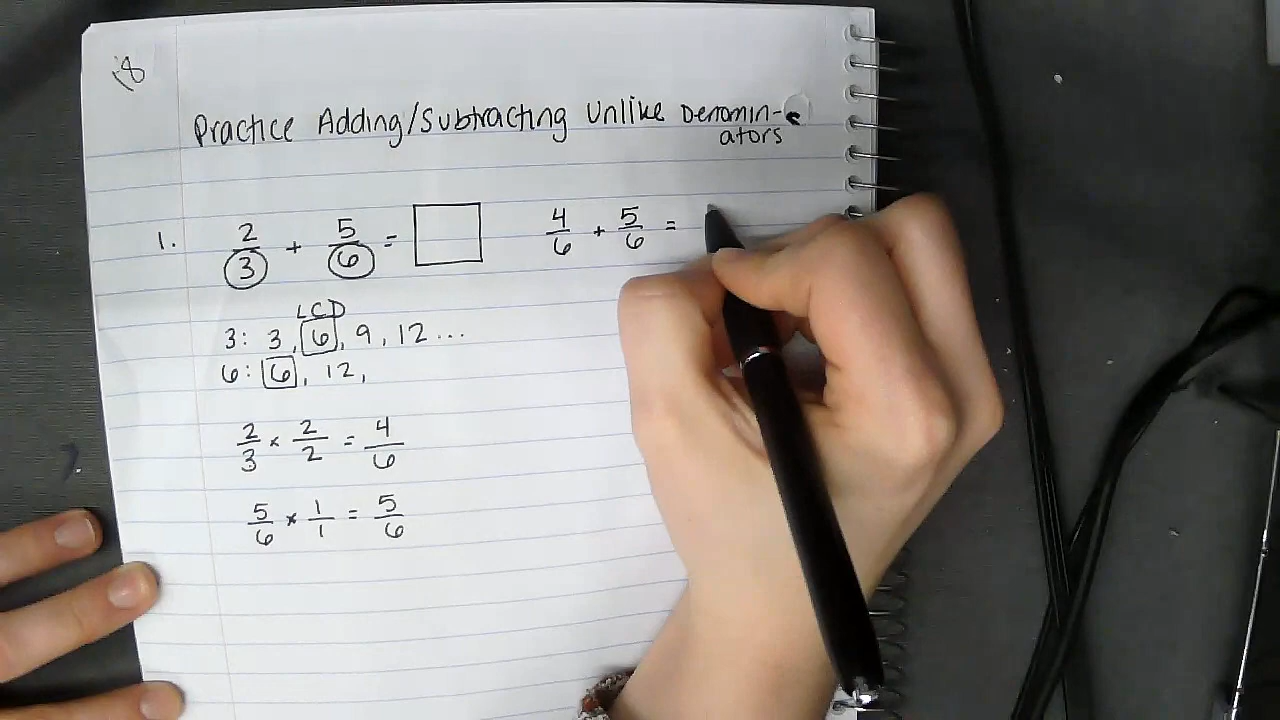 18
Practice Adding/Subtracting Unlike Denomin-
ators
1. 2/3 + 5/6 = □ 4/6 + 5/6 =
LCD
3: 3, 6, 9, 12...
6: 6, 12,
2/3 × 2/2 = 4/6
5/6 × 1/1 = 5/6